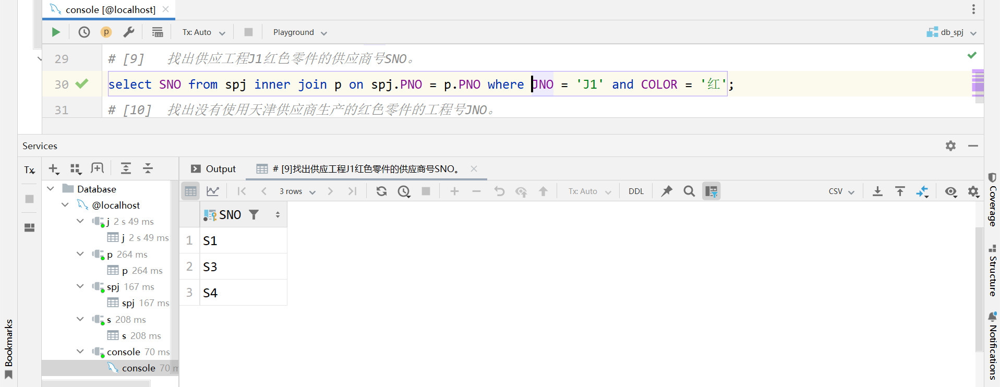 console [@localhost]
Tx: Auto
Playground
db_spj
29 # [9] 找出供应工程J1红色零件的供应商号SNO。
30 select SNO from spj inner join p on spj.PNO = p.PNO where JNO = 'J1' and COLOR = '红';
31 # [10] 找出没有使用天津供应商生产的红色零件的工程号JNO。
Services
Tx
Output
# [9]找出供应工程J1红色零件的供应商号SNO。
3 rows
Tx: Auto
DDL
CSV
Database
@localhost
j 2 s 49 ms
j 2 s 49 ms
p 264 ms
p 264 ms
spj 167 ms
spj 167 ms
s 208 ms
s 208 ms
console 70 ms
console 70 m
SNO
1 S1
2 S3
3 S4
Bookmarks
Coverage
Structure
Notifications